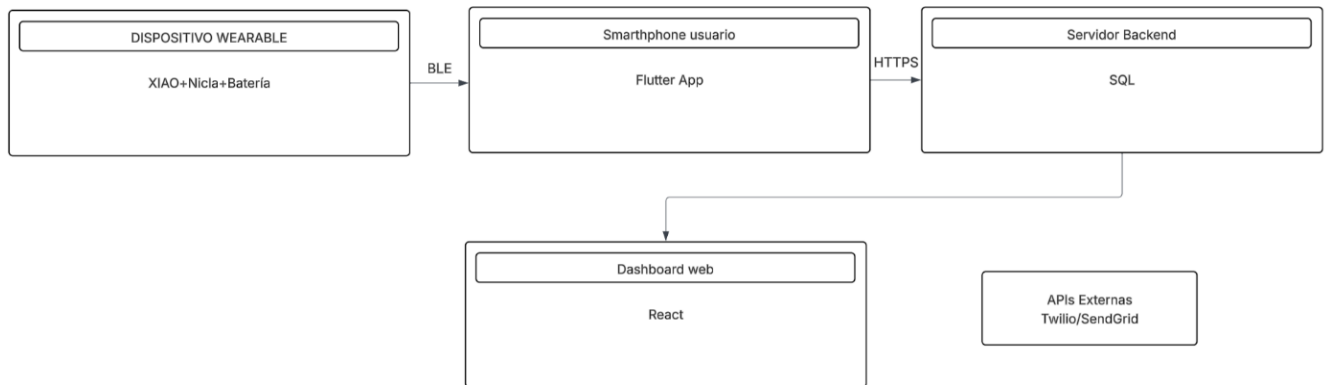 DISPOSITIVO WEARABLE
XIAO+Nicla+Batería
BLE
Smarthphone usuario
Flutter App
HTTPS
Servidor Backend
SQL
Dashboard web
React
APIs Externas
Twilio/SendGrid